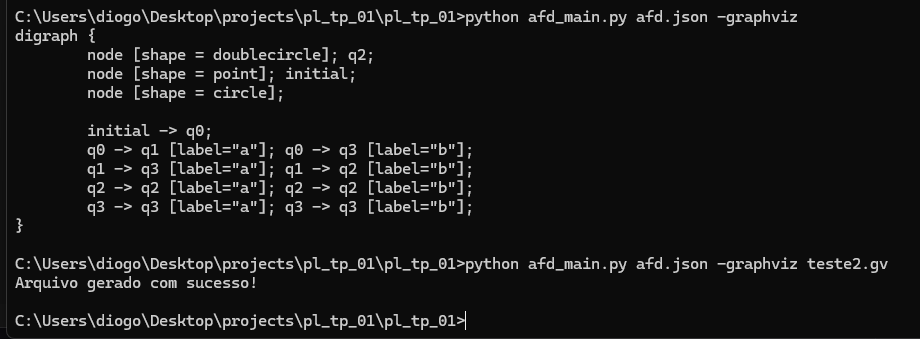 C:\Users\diogo\Desktop\projects\pl_tp_01\pl_tp_01>python afd_main.py afd.json -graphviz
digraph {
        node [shape = doublecircle]; q2;
        node [shape = point]; initial;
        node [shape = circle];

        initial -> q0;
        q0 -> q1 [label="a"]; q0 -> q3 [label="b"];
        q1 -> q3 [label="a"]; q1 -> q2 [label="b"];
        q2 -> q2 [label="a"]; q2 -> q2 [label="b"];
        q3 -> q3 [label="a"]; q3 -> q3 [label="b"];
}

C:\Users\diogo\Desktop\projects\pl_tp_01\pl_tp_01>python afd_main.py afd.json -graphviz teste2.gv
Arquivo gerado com sucesso!

C:\Users\diogo\Desktop\projects\pl_tp_01\pl_tp_01>